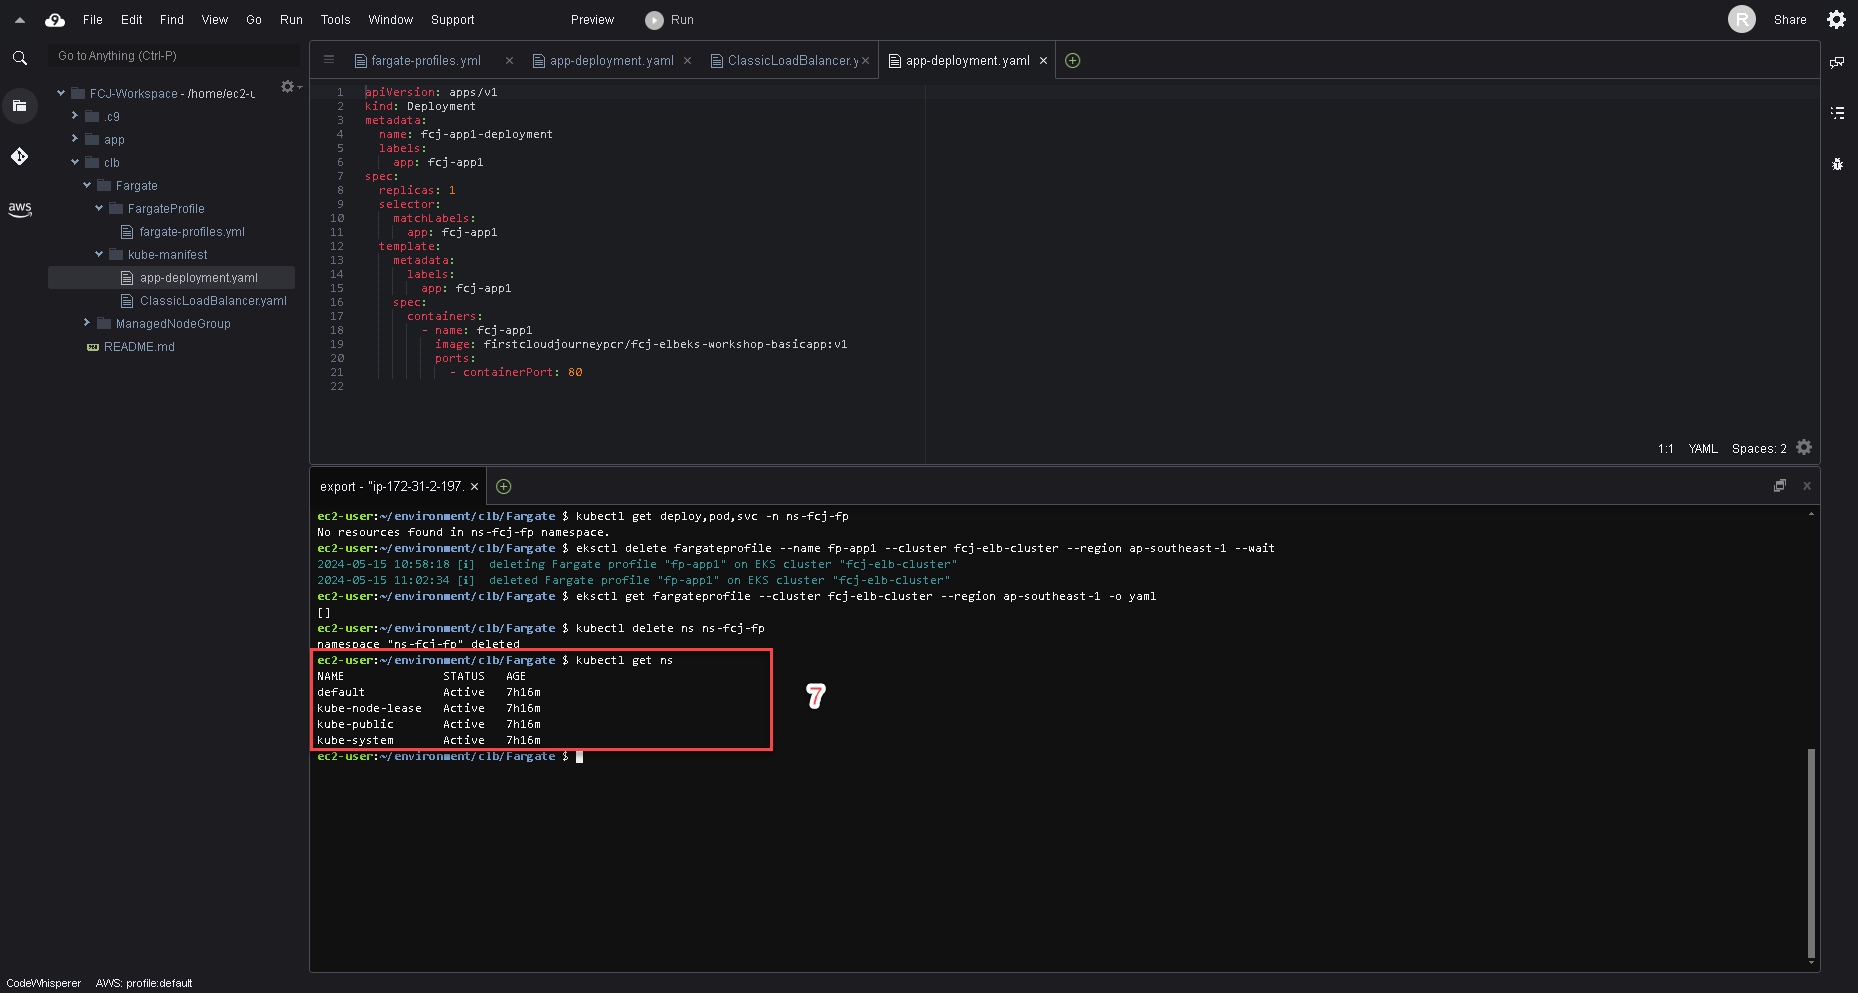 File Edit Find View Go Run Tools Window Support Preview Run R Share
Go to Anything (Ctrl-P)
fargate-profiles.yml × app-deployment.yaml × ClassicLoadBalancer.y × app-deployment.yaml ×
FCJ-Workspace - /home/ec2-u
.c9
app
clb
Fargate
FargateProfile
fargate-profiles.yml
kube-manifest
app-deployment.yaml
ClassicLoadBalancer.yaml
ManagedNodeGroup
README.md
aws
1 apiVersion: apps/v1
2 kind: Deployment
3 metadata:
4 name: fcj-app1-deployment
5 labels:
6 app: fcj-app1
7 spec:
8 replicas: 1
9 selector:
10 matchLabels:
11 app: fcj-app1
12 template:
13 metadata:
14 labels:
15 app: fcj-app1
16 spec:
17 containers:
18 - name: fcj-app1
19 image: firstcloudjourneypcr/fcj-elbeks-workshop-basicapp:v1
20 ports:
21 - containerPort: 80
22
1:1 YAML Spaces: 2
export - "ip-172-31-2-197. ×
ec2-user:~/environment/clb/Fargate $ kubectl get deploy,pod,svc -n ns-fcj-fp
No resources found in ns-fcj-fp namespace.
ec2-user:~/environment/clb/Fargate $ eksctl delete fargateprofile --name fp-app1 --cluster fcj-elb-cluster --region ap-southeast-1 --wait
2024-05-15 10:58:18 [i]  deleting Fargate profile "fp-app1" on EKS cluster "fcj-elb-cluster"
2024-05-15 11:02:34 [i]  deleted Fargate profile "fp-app1" on EKS cluster "fcj-elb-cluster"
ec2-user:~/environment/clb/Fargate $ eksctl get fargateprofile --cluster fcj-elb-cluster --region ap-southeast-1 -o yaml
[]
ec2-user:~/environment/clb/Fargate $ kubectl delete ns ns-fcj-fp
namespace "ns-fcj-fp" deleted
ec2-user:~/environment/clb/Fargate $ kubectl get ns
NAME STATUS AGE
default Active 7h16m
kube-node-lease Active 7h16m
kube-public Active 7h16m
kube-system Active 7h16m
ec2-user:~/environment/clb/Fargate $
7
CodeWhisperer AWS: profile:default